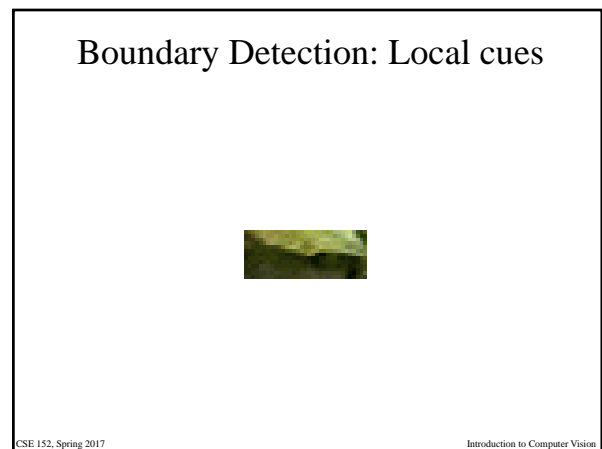 Boundary Detection: Local cues
CSE 152, Spring 2017
Introduction to Computer Vision